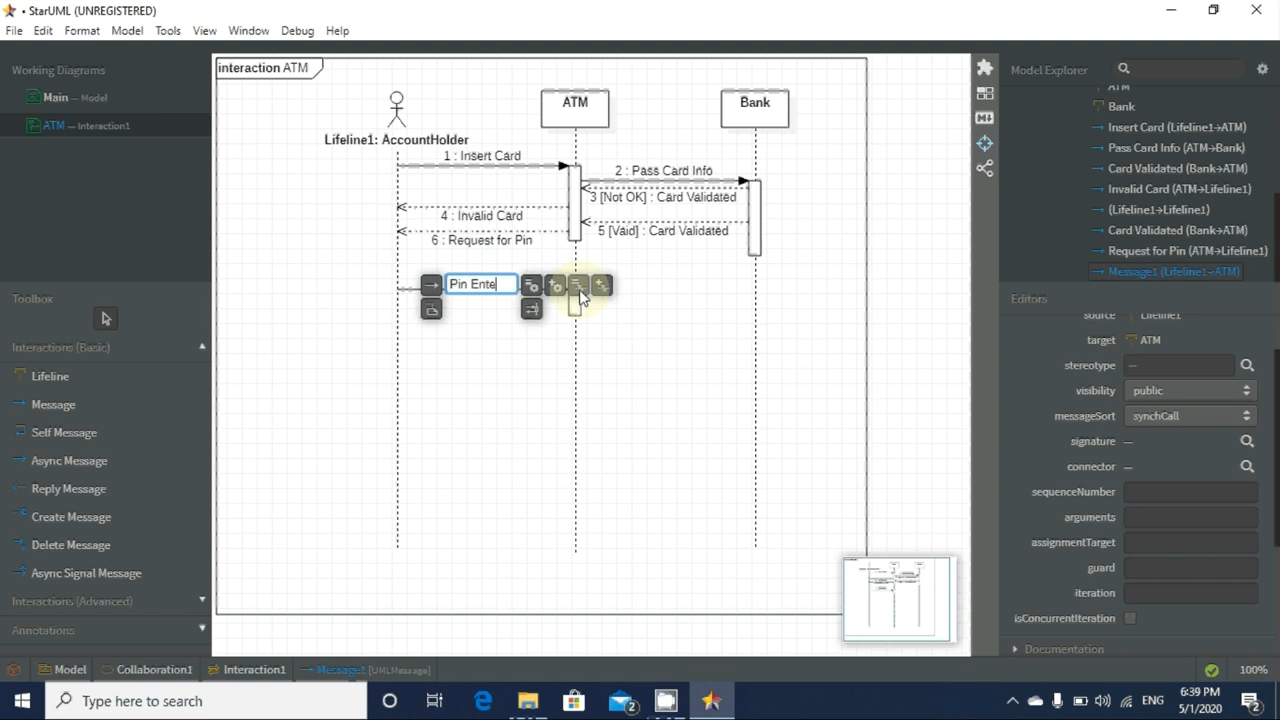 • StarUML (UNREGISTERED)
File Edit Format Model Tools View Window Debug Help
Working Diagrams
Main — Model
ATM — Interaction1
Toolbox
Interactions (Basic)
Lifeline
Message
Self Message
Async Message
Reply Message
Create Message
Delete Message
Async Signal Message
Interactions (Advanced)
Annotations
interaction ATM
ATM
Bank
Lifeline1: AccountHolder
1 : Insert Card
2 : Pass Card Info
3 [Not OK] : Card Validated
4 : Invalid Card
5 [Vaid] : Card Validated
6 : Request for Pin
Pin Ente
Model Explorer
ATM
Bank
Insert Card (Lifeline1→ATM)
Pass Card Info (ATM→Bank)
Card Validated (Bank→ATM)
Invalid Card (ATM→Lifeline1)
(Lifeline1→Lifeline1)
Card Validated (Bank→ATM)
Request for Pin (ATM→Lifeline1)
Message1 (Lifeline1→ATM)
Editors
source Lifeline1
target ATM
stereotype —
visibility public
messageSort synchCall
signature —
connector —
sequenceNumber
arguments
assignmentTarget
guard
iteration
isConcurrentIteration
Documentation
Model Collaboration1 Interaction1 Message1 [UMLMessage]
100%
Type here to search
2
ENG
6:39 PM
5/1/2020
2